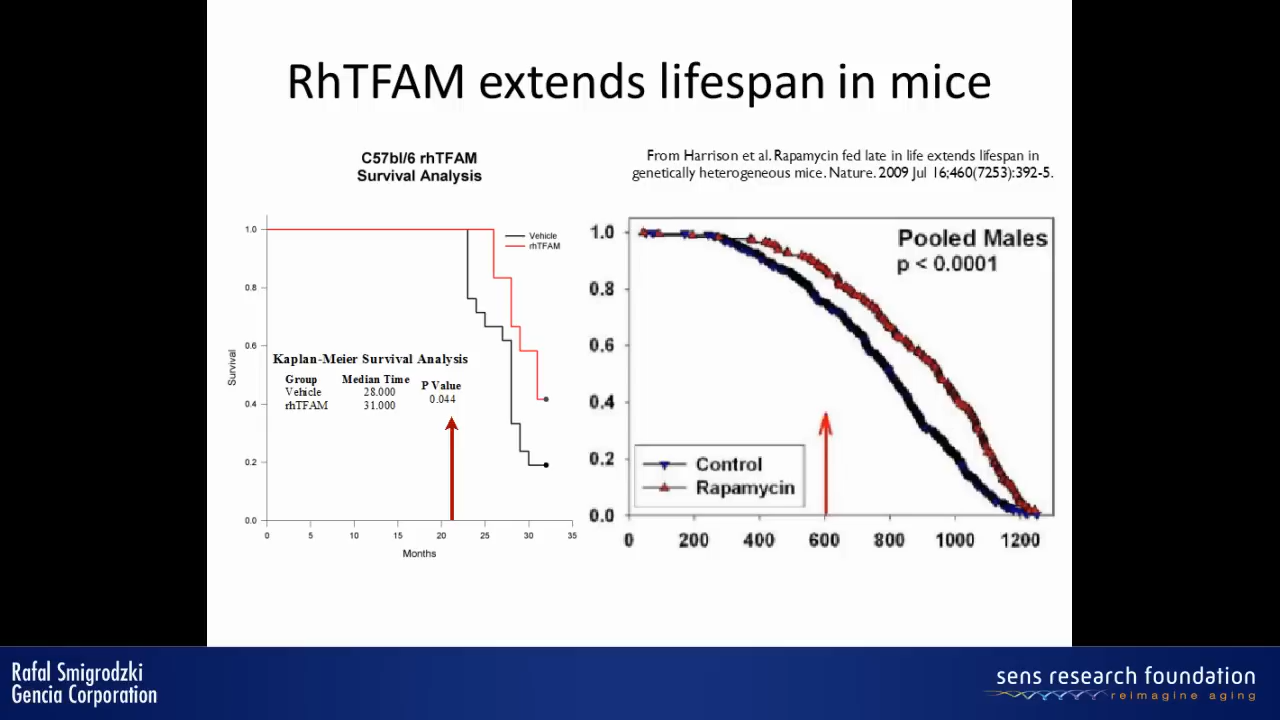 RhTFAM extends lifespan in mice
C57bl/6 rhTFAM
Survival Analysis
Vehicle
rhTFAM
1.0
0.8
0.6
0.4
0.2
0.0
Survival
Kaplan-Meier Survival Analysis
Group Median Time P Value
Vehicle 28.000 0.044
rhTFAM 31.000
0 5 10 15 20 25 30 35
Months
From Harrison et al. Rapamycin fed late in life extends lifespan in
genetically heterogeneous mice. Nature. 2009 Jul 16;460(7253):392-5.
Pooled Males
p < 0.0001
1.0
0.8
0.6
0.4
0.2
0.0
Control
Rapamycin
0 200 400 600 800 1000 1200
Rafal Smigrodzki
Gencia Corporation
sens research foundation
reimagine aging